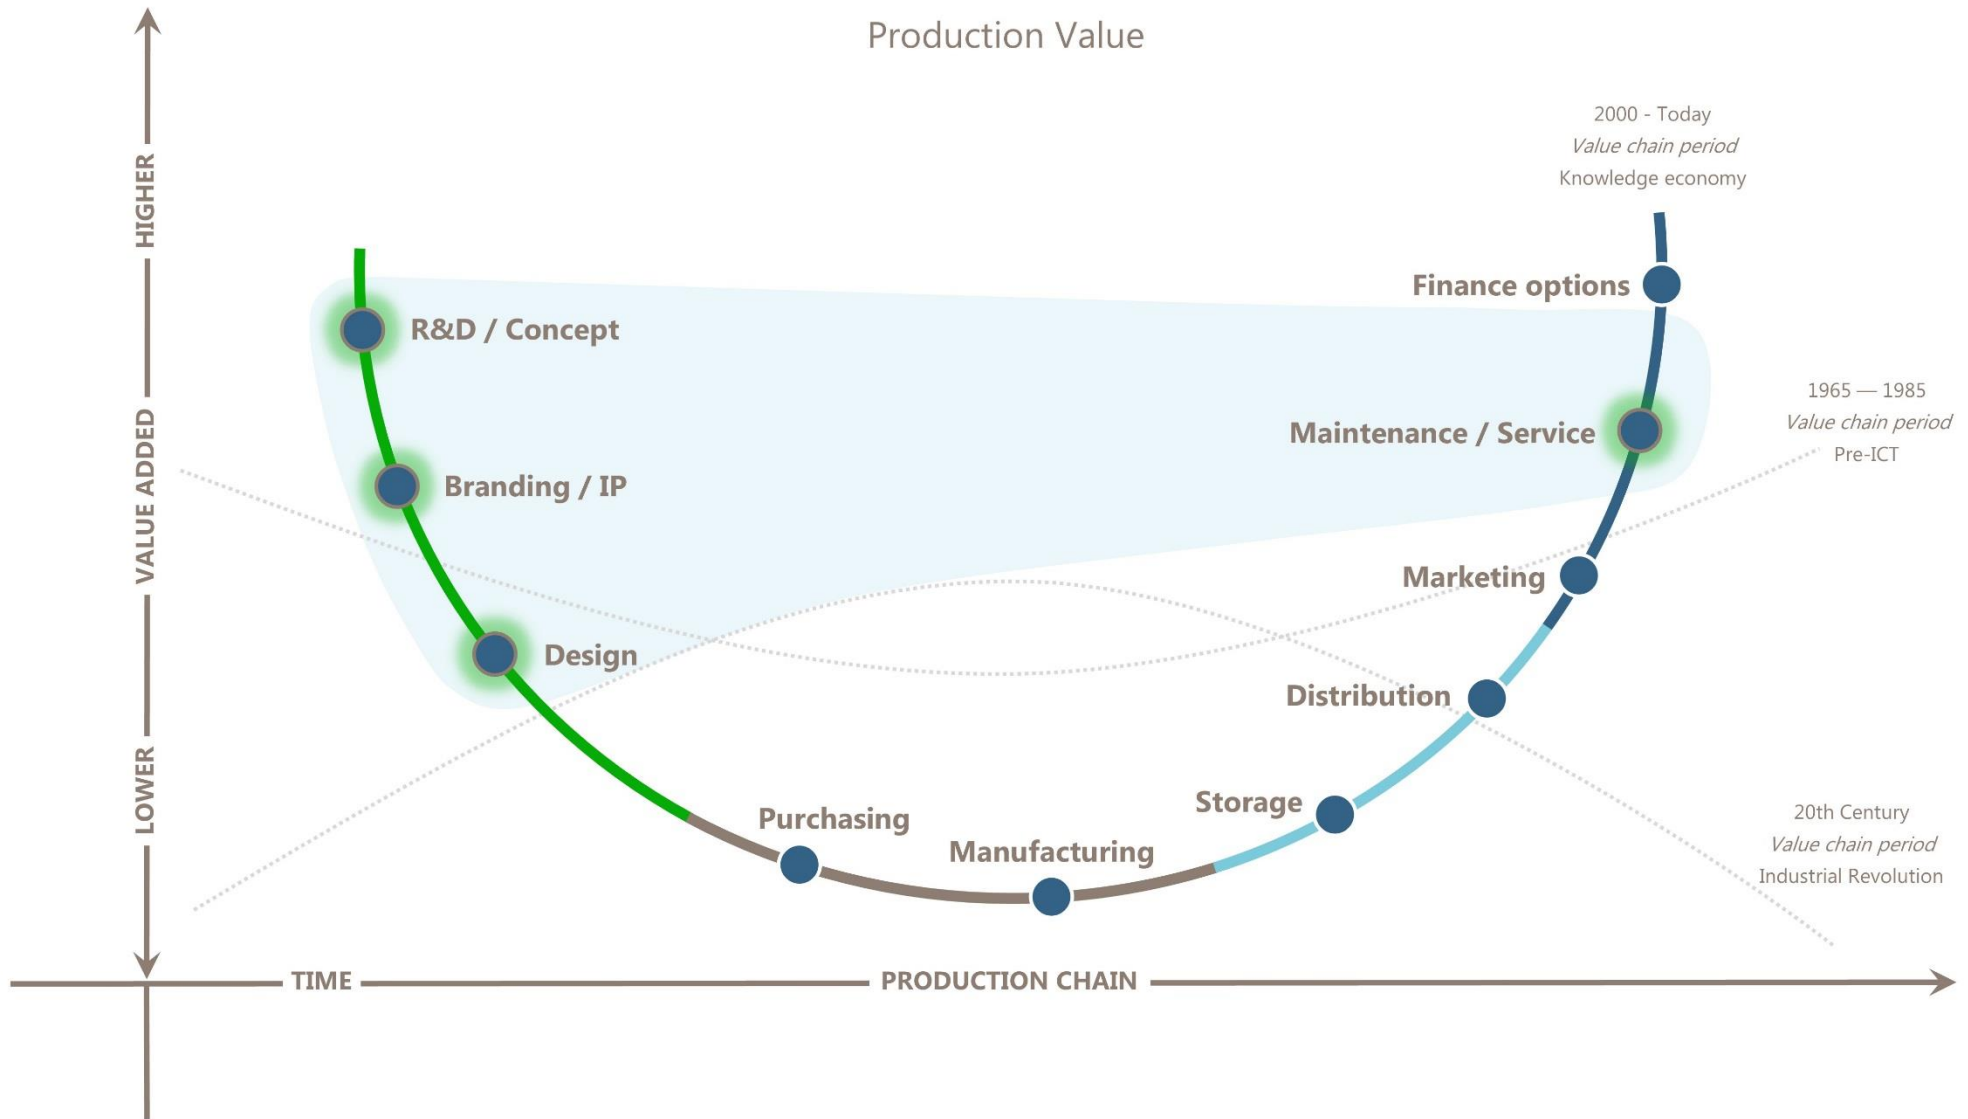 Production Value
2000 - Today
Value chain period
Knowledge economy
HIGHER
Finance options
R&D / Concept
1965 — 1985
Value chain period
Pre-ICT
Maintenance / Service
Branding / IP
VALUE ADDED
Marketing
Design
Distribution
LOWER
Storage
Purchasing
Manufacturing
20th Century
Value chain period
Industrial Revolution
TIME
PRODUCTION CHAIN